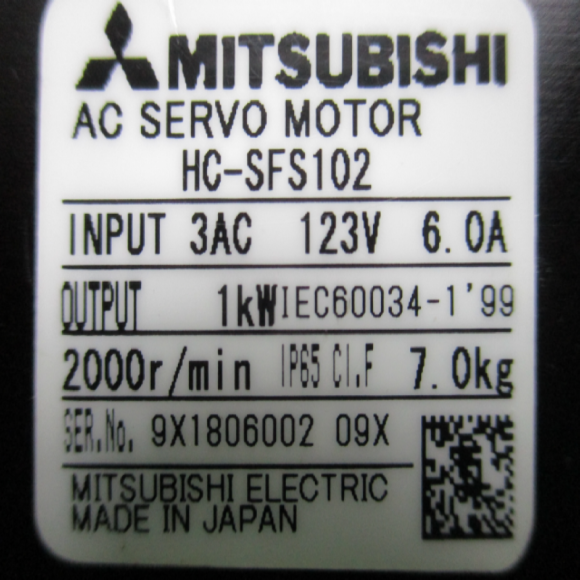 MITSUBISHI
AC SERVO MOTOR
HC-SFS102
INPUT 3AC 123V 6.0A
OUTPUT 1kW IEC60034-1'99
2000r/min IP65 CI.F 7.0kg
SER.No. 9X1806002 09X
MITSUBISHI ELECTRIC
MADE IN JAPAN